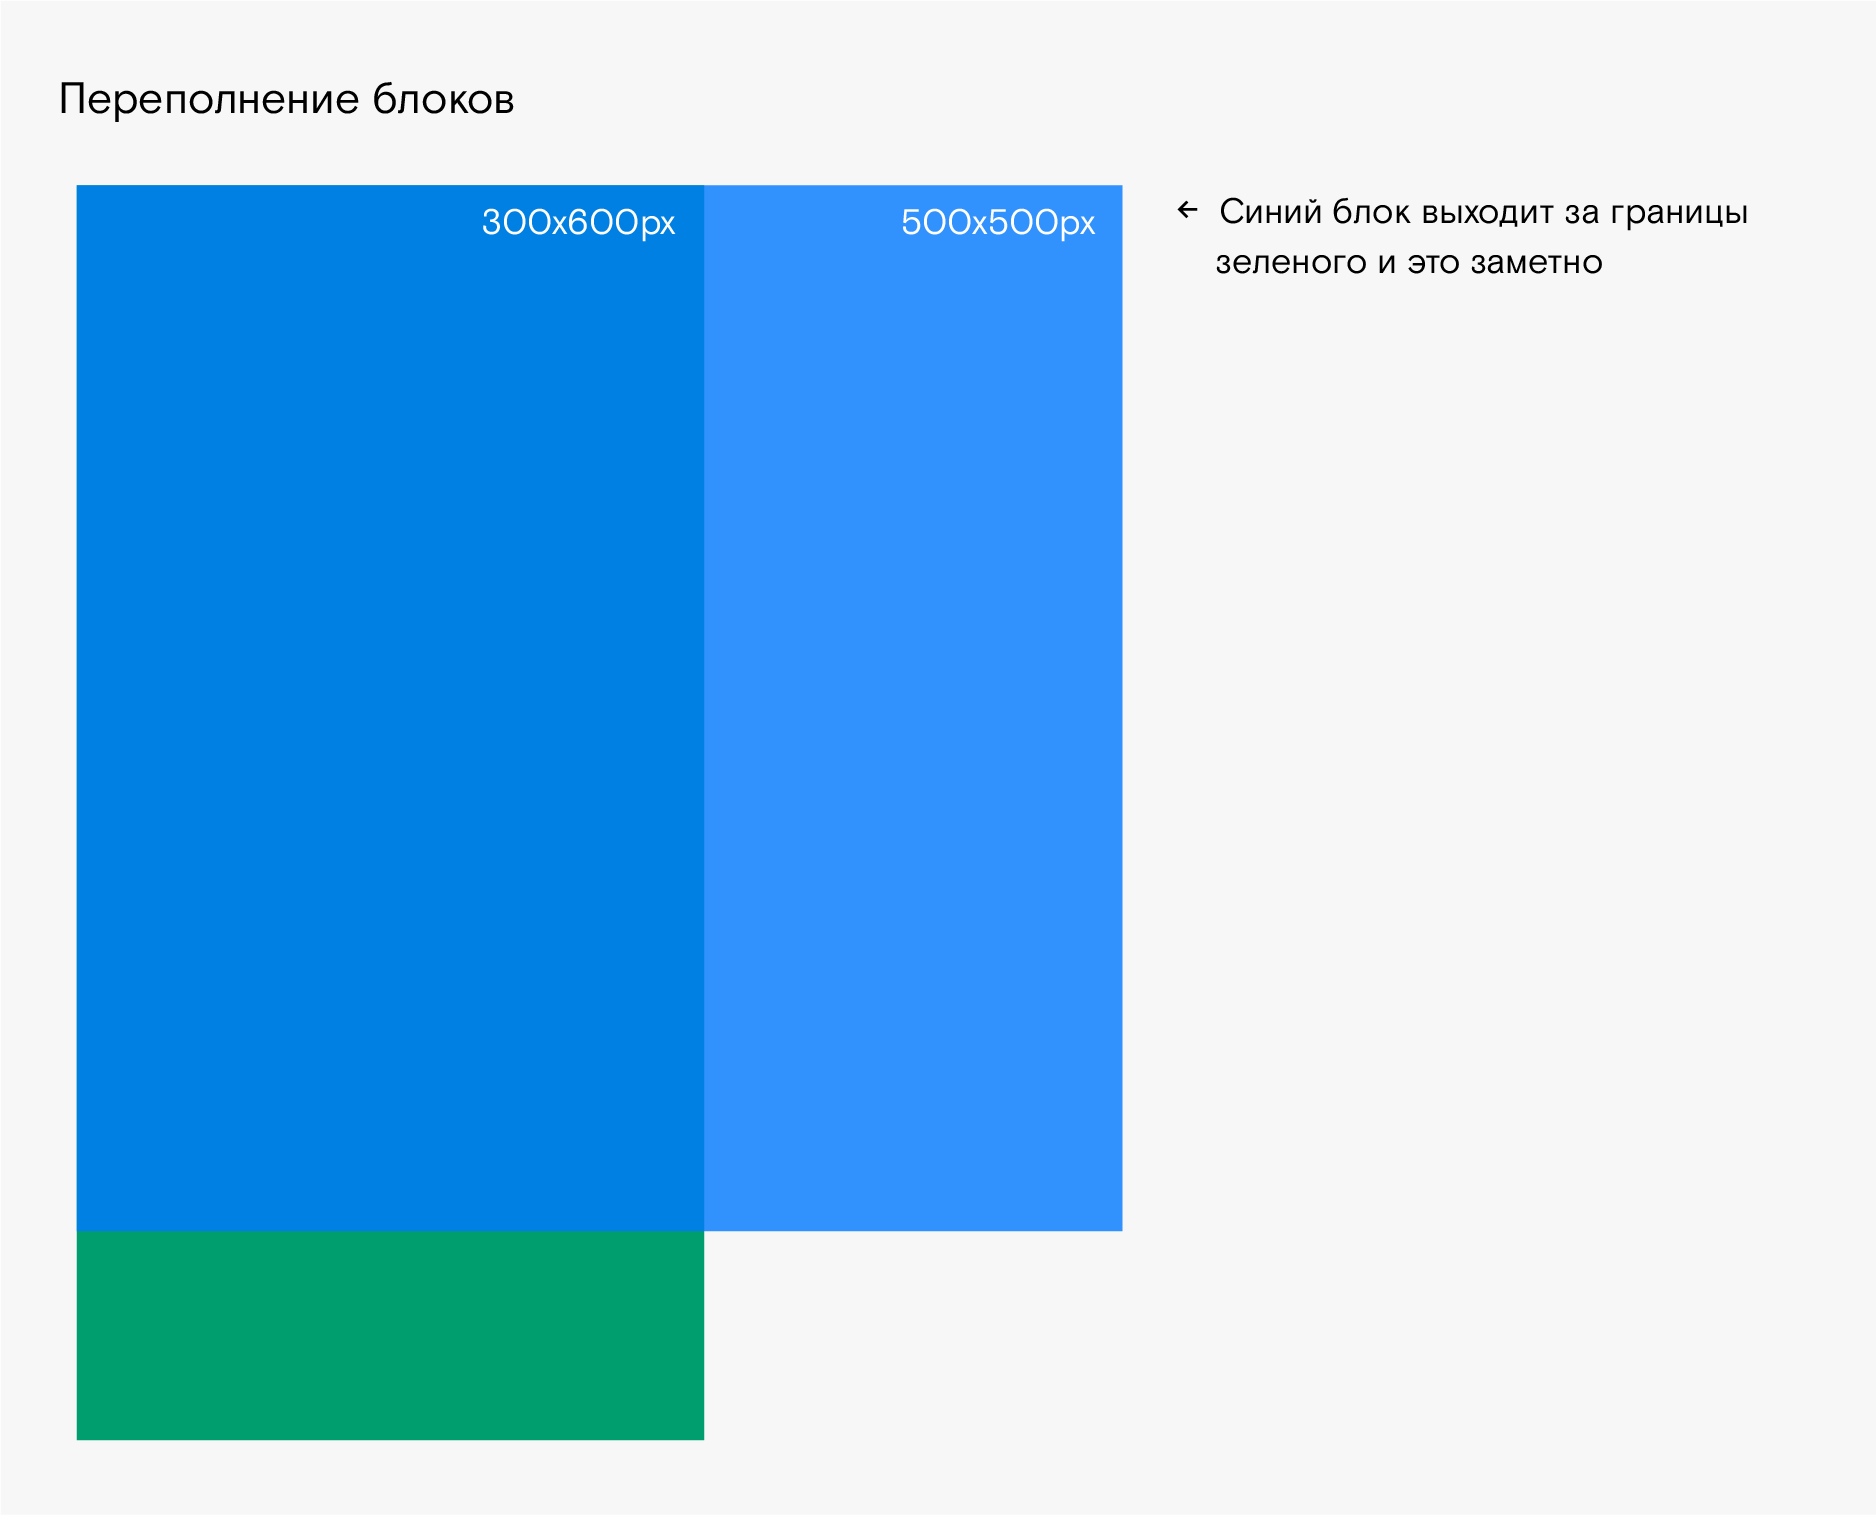 Переполнение блоков
300x600px
500x500px
← Синий блок выходит за границы
зеленого и это заметно